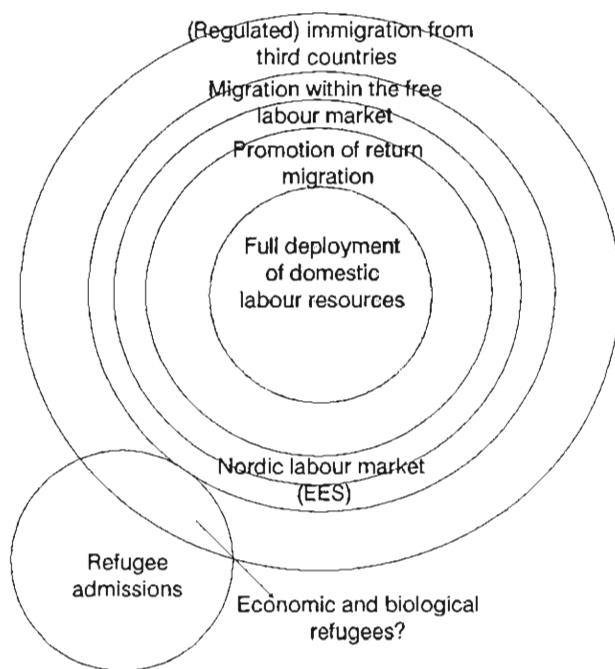 (Regulated) immigration from
third countries
Migration within the free
labour market
Promotion of return
migration
Full deployment
of domestic
labour resources
Nordic labour market
(EES)
Refugee
admissions
Economic and biological
refugees?